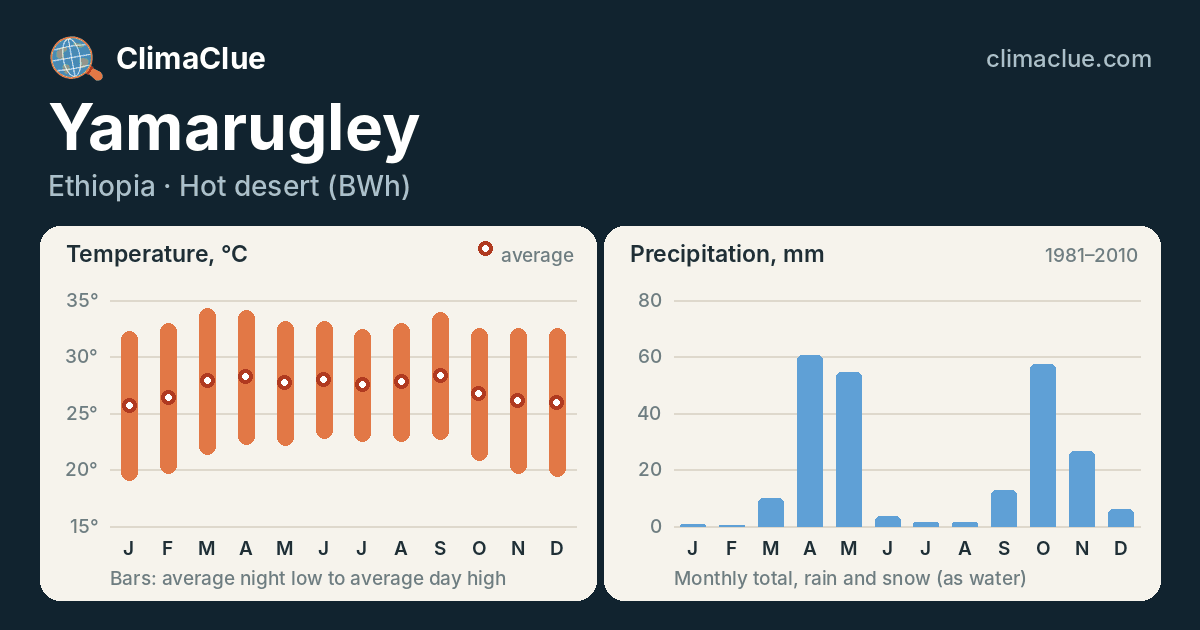 ClimaClue
climaclue.com
Yamarugley
Ethiopia · Hot desert (BWh)
Temperature, °C
average
35°
30°
25°
20°
15°
J F M A M J J A S O N D
Bars: average night low to average day high
Precipitation, mm
1981–2010
80
60
40
20
0
J F M A M J J A S O N D
Monthly total, rain and snow (as water)